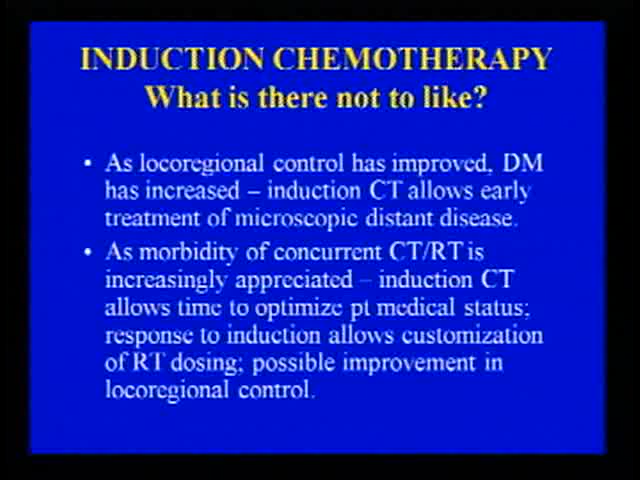 INDUCTION CHEMOTHERAPY
What is there not to like?
• As locoregional control has improved, DM
has increased – induction CT allows early
treatment of microscopic distant disease.
• As morbidity of concurrent CT/RT is
increasingly appreciated – induction CT
allows time to optimize pt medical status;
response to induction allows customization
of RT dosing; possible improvement in
locoregional control.